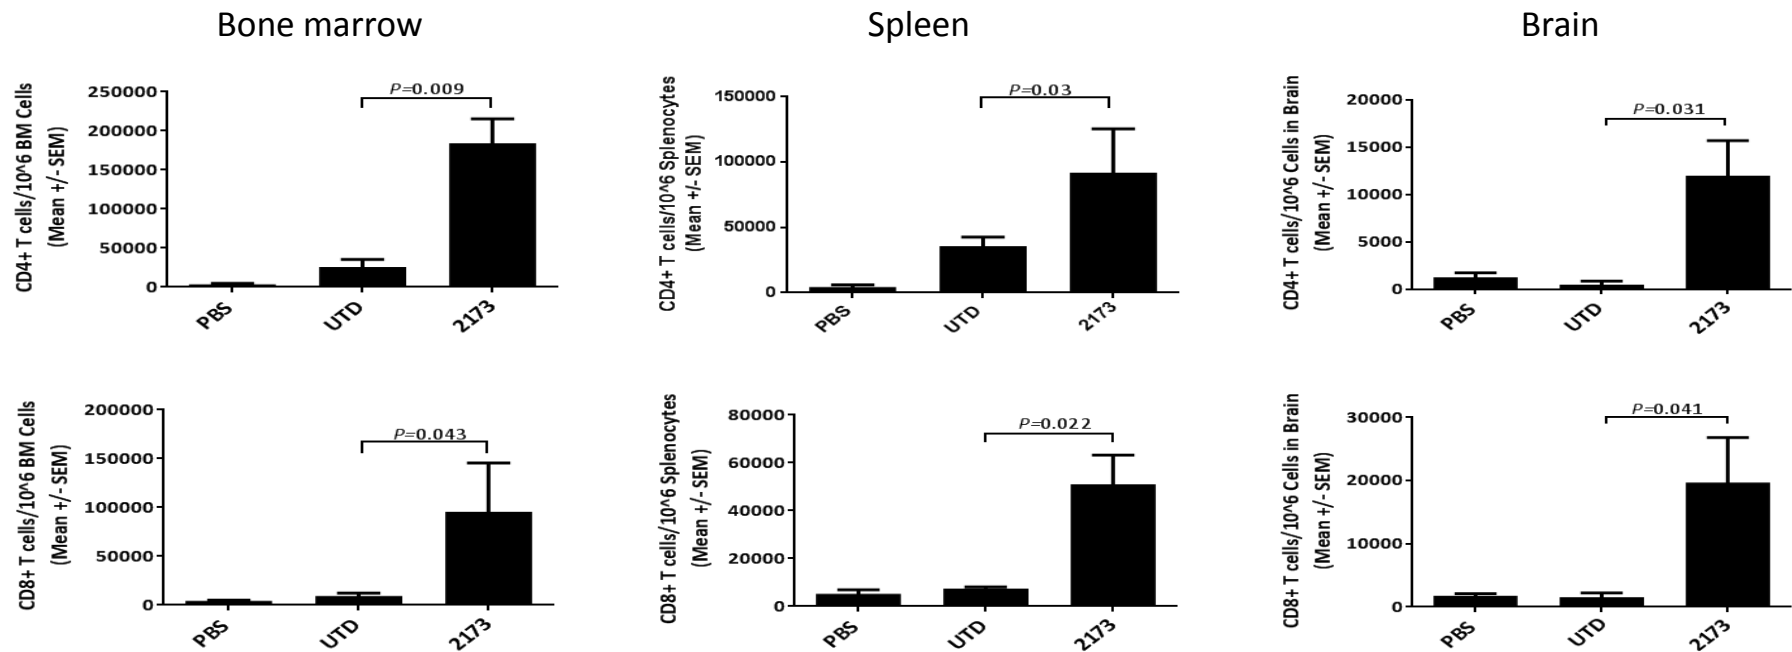 Bone marrow
Spleen
Brain
CD4+ T cells/10^6 BM Cells
(Mean +/- SEM)
250000
200000
150000
100000
50000
0
P=0.009
PBS
UTD
2173
CD4+ T cells/10^6 Splenocytes
(Mean +/- SEM)
150000
100000
50000
0
P=0.03
PBS
UTD
2173
CD4+ T cells/10^6 Cells in Brain
(Mean +/- SEM)
20000
15000
10000
5000
0
P=0.031
PBS
UTD
2173
CD8+ T cells/10^6 BM Cells
(Mean +/- SEM)
200000
150000
100000
50000
0
P=0.043
PBS
UTD
2173
CD8+ T cells/10^6 Splenocytes
(Mean +/- SEM)
80000
60000
40000
20000
0
P=0.022
PBS
UTD
2173
CD8+ T cells/10^6 Cells in Brain
(Mean +/- SEM)
30000
20000
10000
0
P=0.041
PBS
UTD
2173